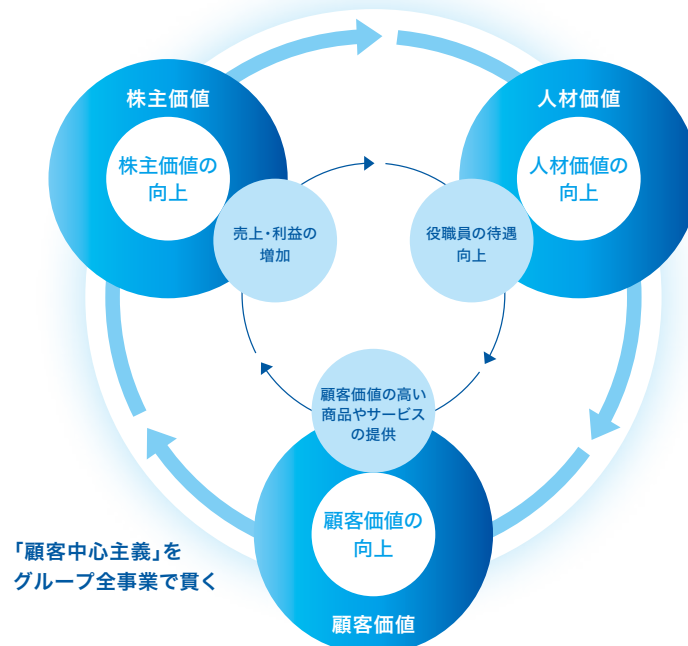 株主価値
株主価値の
向上
売上・利益の
増加
人材価値
人材価値の
向上
役職員の待遇
向上
顧客価値の高い
商品やサービス
の提供
顧客価値の
向上
顧客価値
「顧客中心主義」を
グループ全事業で貫く